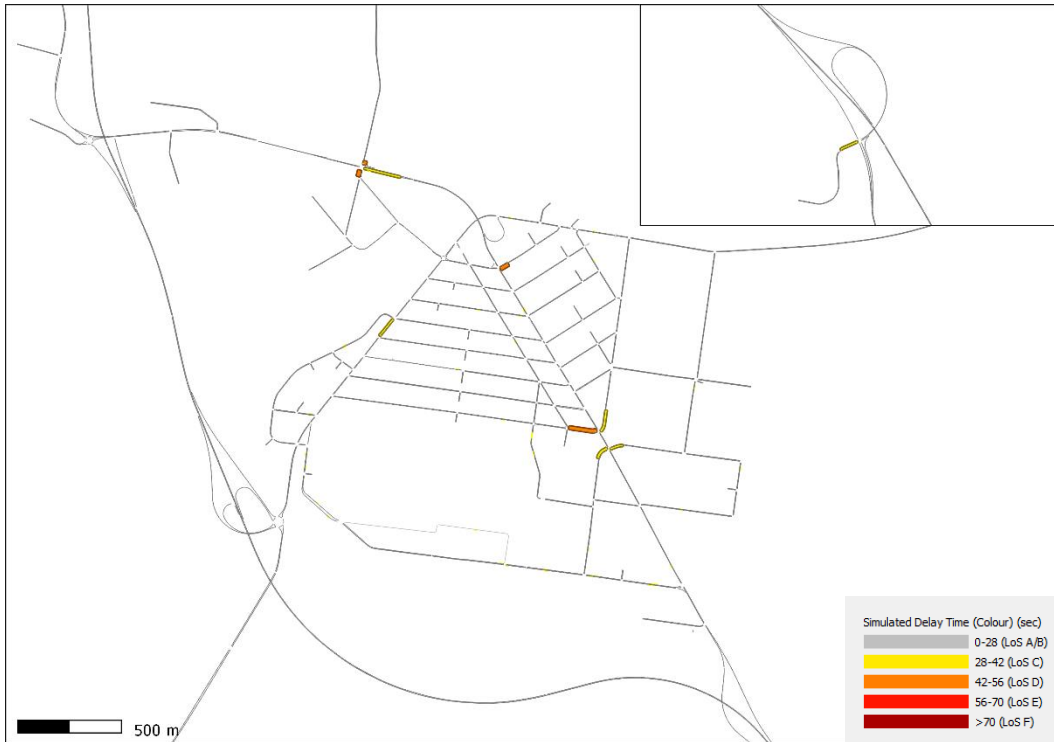 Simulated Delay Time (Colour) (sec)
0-28 (LoS A/B)
28-42 (LoS C)
42-56 (LoS D)
56-70 (LoS E)
>70 (LoS F)
500 m